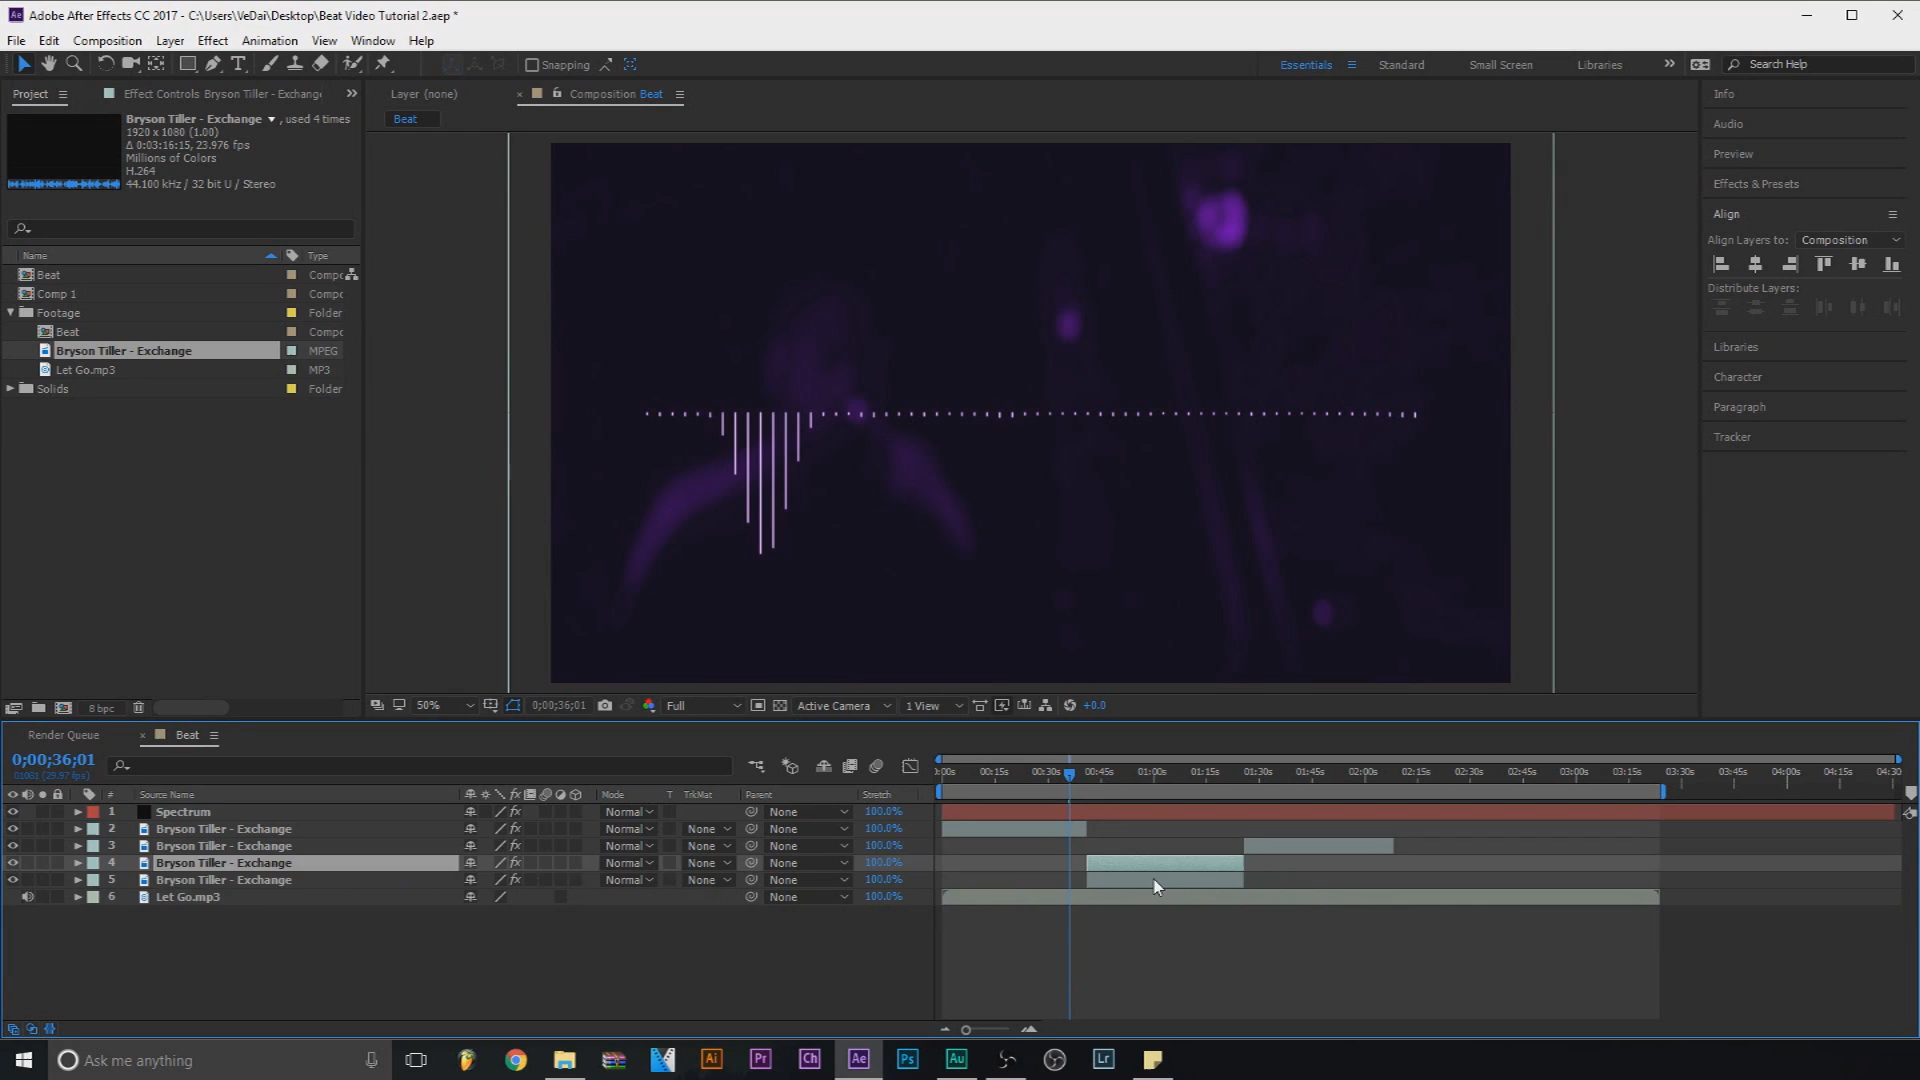 Adobe After Effects CC 2017 - C:\Users\VeDai\Desktop\Beat Video Tutorial 2.aep *
File Edit Composition Layer Effect Animation View Window Help
Snapping
Essentials Standard Small Screen Libraries Search Help
Project Effect Controls Bryson Tiller - Exchange
Layer (none) Composition Beat
Beat
Bryson Tiller - Exchange , used 4 times
1920 x 1080 (1.00)
Δ 0:03:16:15, 23.976 fps
Millions of Colors
H.264
44.100 kHz / 32 bit U / Stereo
Name Type
Beat Compo
Comp 1 Compo
Footage Folder
Beat Compo
Bryson Tiller - Exchange MPEG
Let Go.mp3 MP3
Solids Folder
8 bpc
Info
Audio
Preview
Effects & Presets
Align
Align Layers to: Composition
Distribute Layers:
Libraries
Character
Paragraph
Tracker
50% 0;00;36;01 Full Active Camera 1 View +0.0
Render Queue Beat
0;00;36;01
01081 (29.97 fps)
:00s 00:15s 00:30s 00:45s 01:00s 01:15s 01:30s 01:45s 02:00s 02:15s 02:30s 02:45s 03:00s 03:15s 03:30s 03:45s 04:00s 04:15s 04:30
# Source Name Mode T TrkMat Parent Stretch
1 Spectrum Normal None 100.0%
2 Bryson Tiller - Exchange Normal None None 100.0%
3 Bryson Tiller - Exchange Normal None None 100.0%
4 Bryson Tiller - Exchange Normal None None 100.0%
5 Bryson Tiller - Exchange Normal None None 100.0%
6 Let Go.mp3 None 100.0%
Ask me anything Ai Pr Ch Ae Ps Au Lr